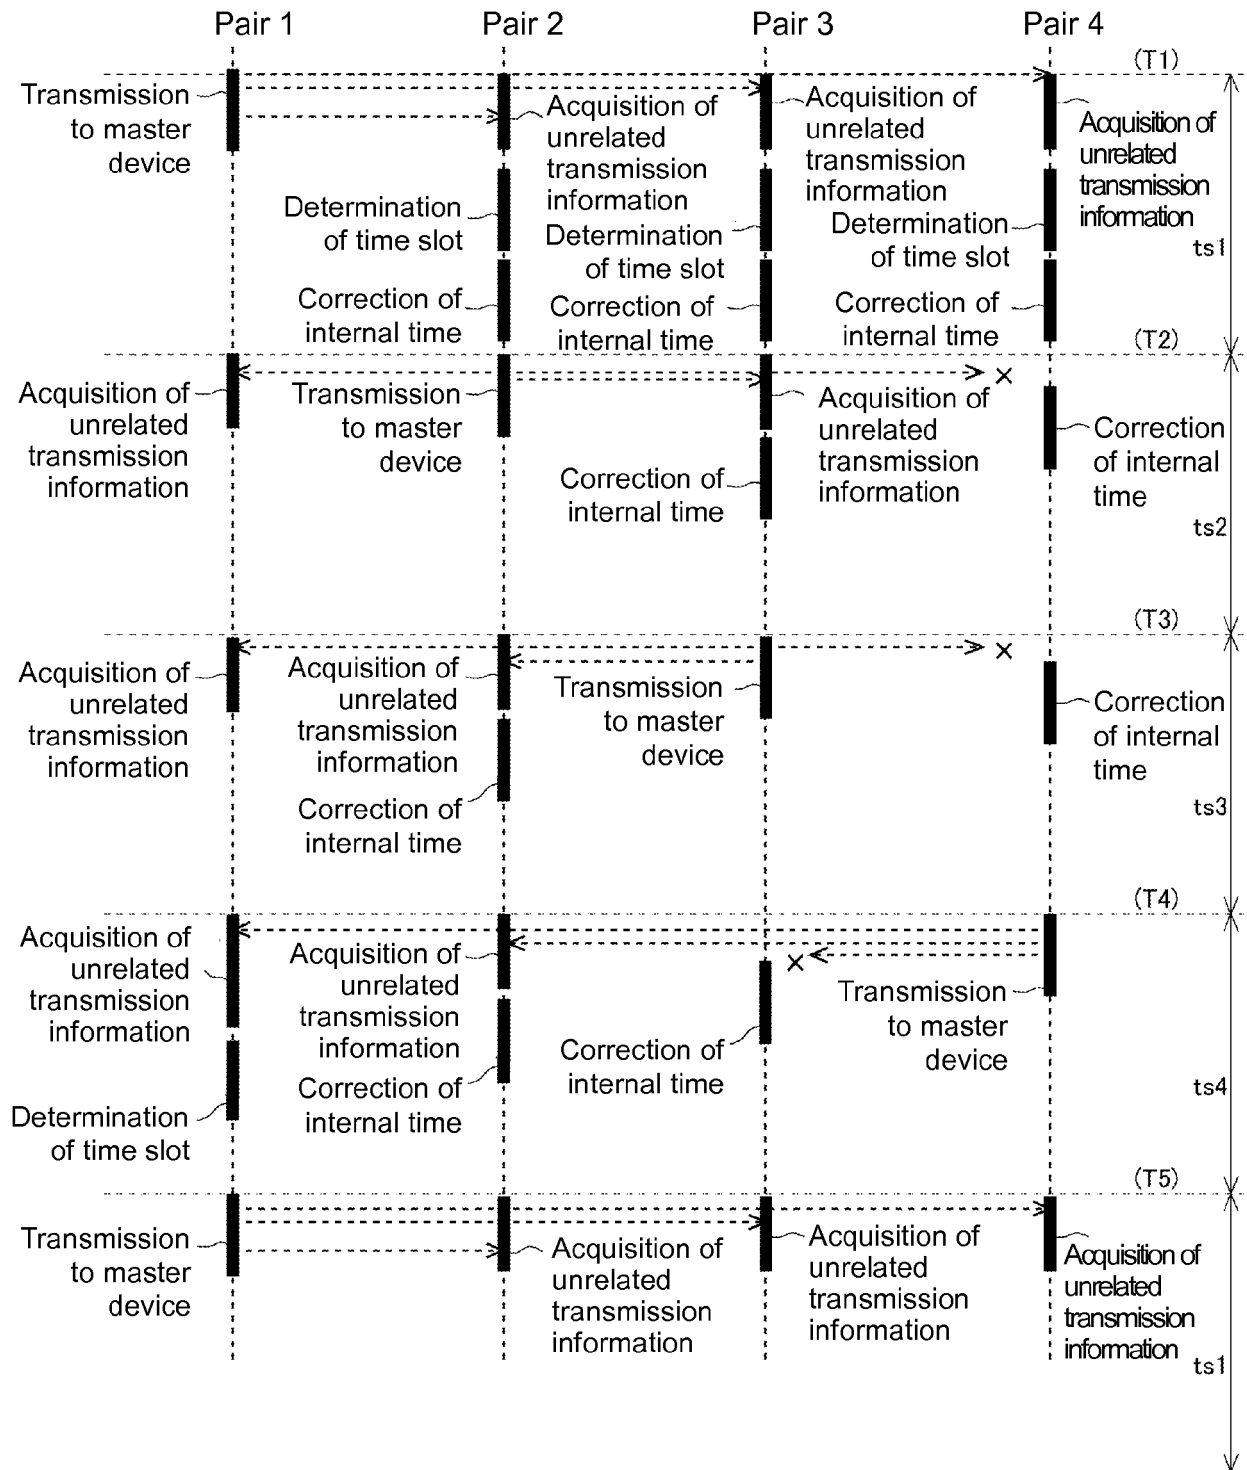 Pair 1
Pair 2
Pair 3
Pair 4
(T1)
Transmission
to master
device
Acquisition of
unrelated
transmission
information
Acquisition of
unrelated
transmission
information
Acquisition of
unrelated
transmission
information
Determination
of time slot
Determination
of time slot
Determination
of time slot
ts1
Correction of
internal time
Correction of
internal time
Correction of
internal time
(T2)
Acquisition of
unrelated
transmission
information
Transmission
to master
device
Acquisition of
unrelated
transmission
information
Correction of
internal time
Correction
of internal
time
ts2
(T3)
Acquisition of
unrelated
transmission
information
Acquisition of
unrelated
transmission
information
Transmission
to master
device
Correction
of internal
time
Correction of
internal time
ts3
(T4)
Acquisition of
unrelated
transmission
information
Acquisition of
unrelated
transmission
information
Transmission
to master
device
Correction of
internal time
Correction of
internal time
Determination
of time slot
ts4
(T5)
Transmission
to master
device
Acquisition of
unrelated
transmission
information
Acquisition of
unrelated
transmission
information
Acquisition of
unrelated
transmission
information
ts1